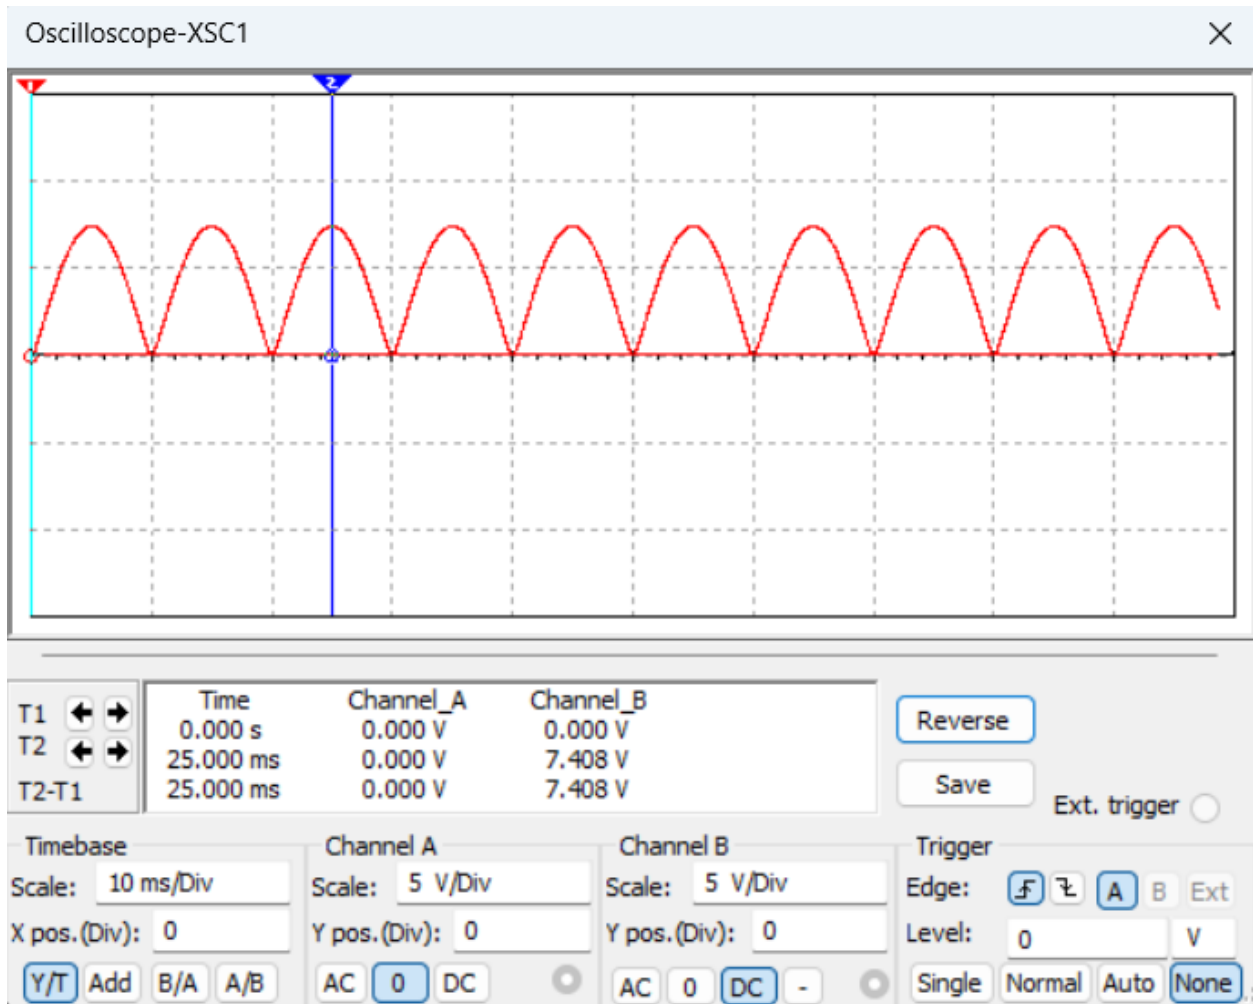 Oscilloscope-XSC1
1 2
Time Channel_A Channel_B
T1 0.000 s 0.000 V 0.000 V
T2 25.000 ms 0.000 V 7.408 V
T2-T1 25.000 ms 0.000 V 7.408 V
Reverse
Save
Ext. trigger
Timebase
Scale: 10 ms/Div
X pos.(Div): 0
Y/T Add B/A A/B
Channel A
Scale: 5 V/Div
Y pos.(Div): 0
AC 0 DC
Channel B
Scale: 5 V/Div
Y pos.(Div): 0
AC 0 DC -
Trigger
Edge: A B Ext
Level: 0 V
Single Normal Auto None